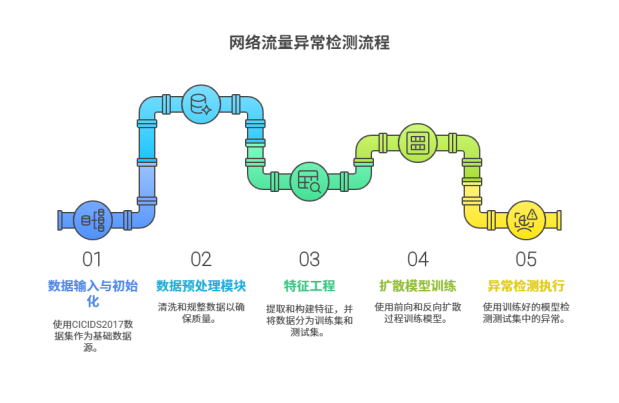 网络流量异常检测流程
01
02
03
04
05
数据输入与初始
化
数据预处理模块
特征工程
扩散模型训练
异常检测执行
使用CICIDS2017数
据集作为基础数据
源。
清洗和规整数据以确
保质量。
提取和构建特征，并
将数据分为训练集和
测试集。
使用前向和反向扩散
过程训练模型。
使用训练好的模型检
测测试集中的异常。